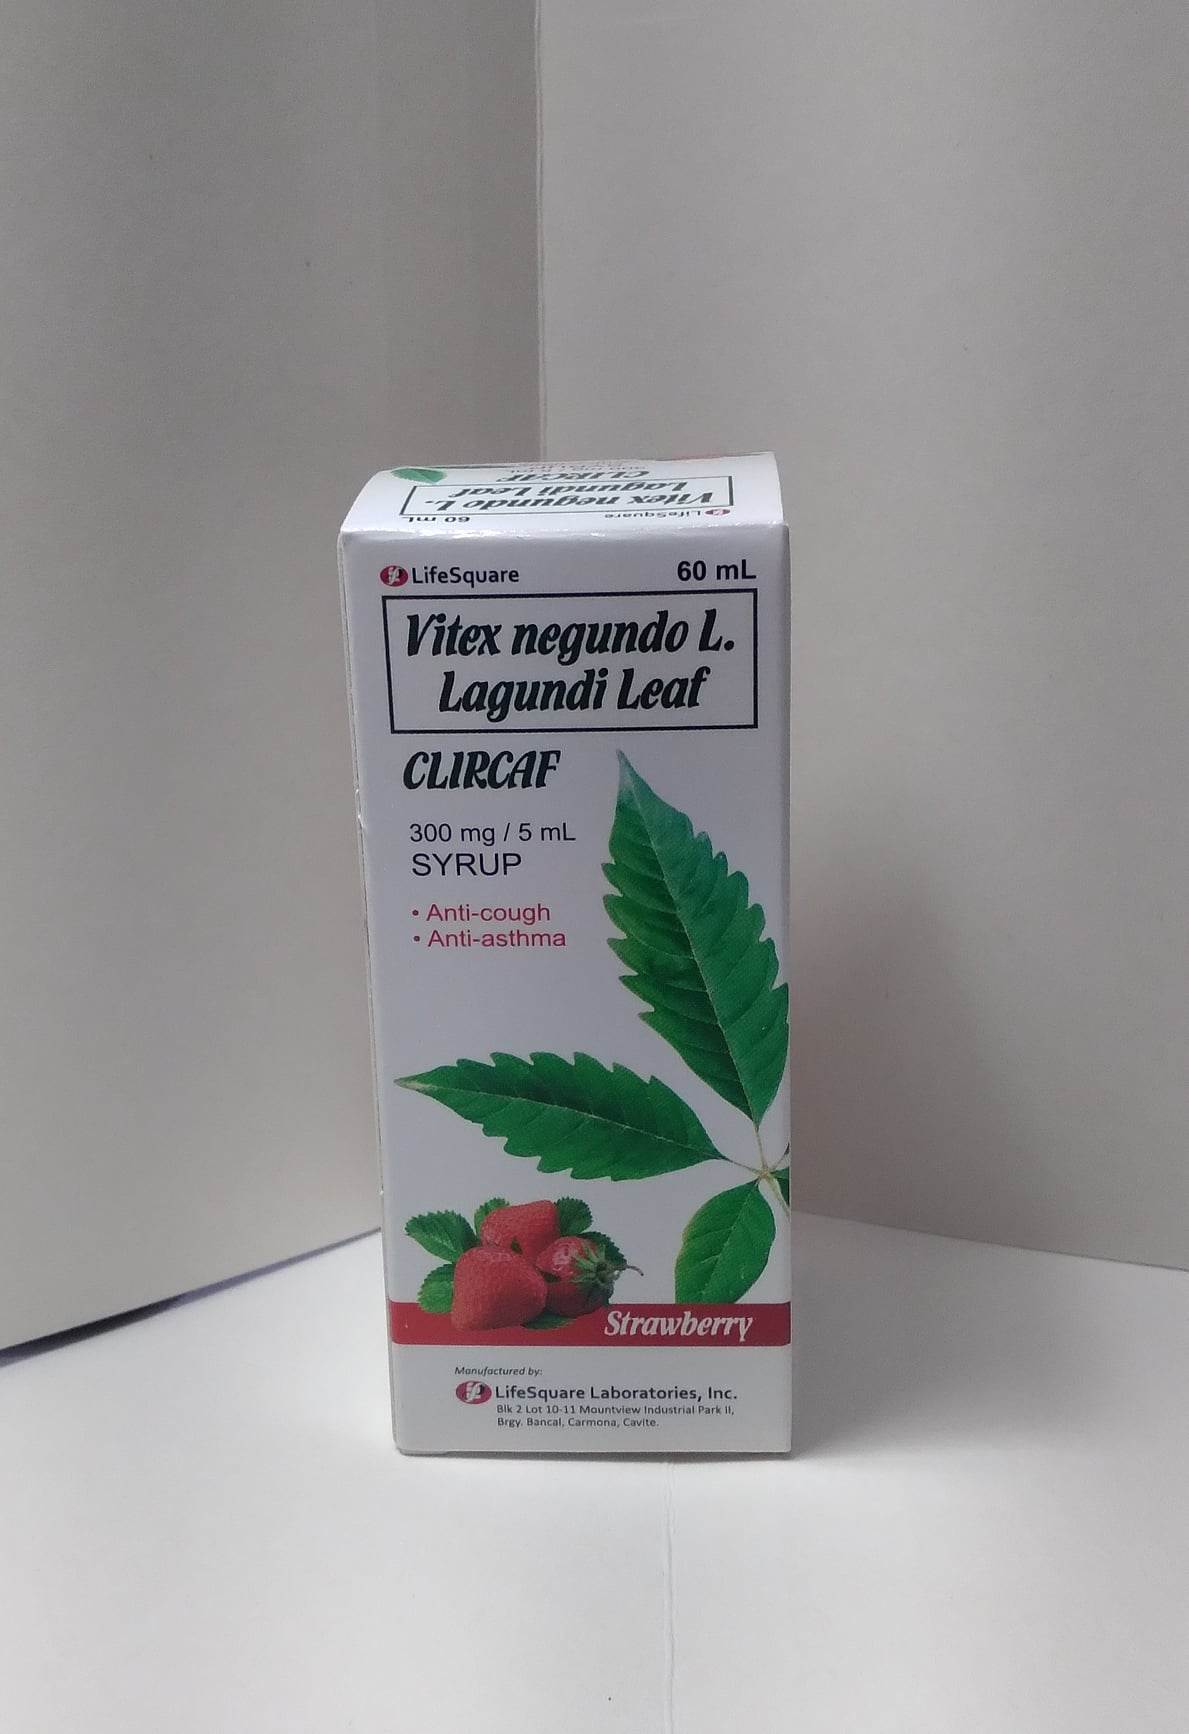 CLIRCAF
Vitex negundo L.
Lagundi Leaf
60 mL
LifeSquare
LifeSquare
60 mL
Vitex negundo L.
Lagundi Leaf
CLIRCAF
300 mg / 5 mL
SYRUP
• Anti-cough
• Anti-asthma
Strawberry
Manufactured by:
LifeSquare Laboratories, Inc.
Blk 2 Lot 10-11 Mountview Industrial Park II,
Brgy. Bancal, Carmona, Cavite.